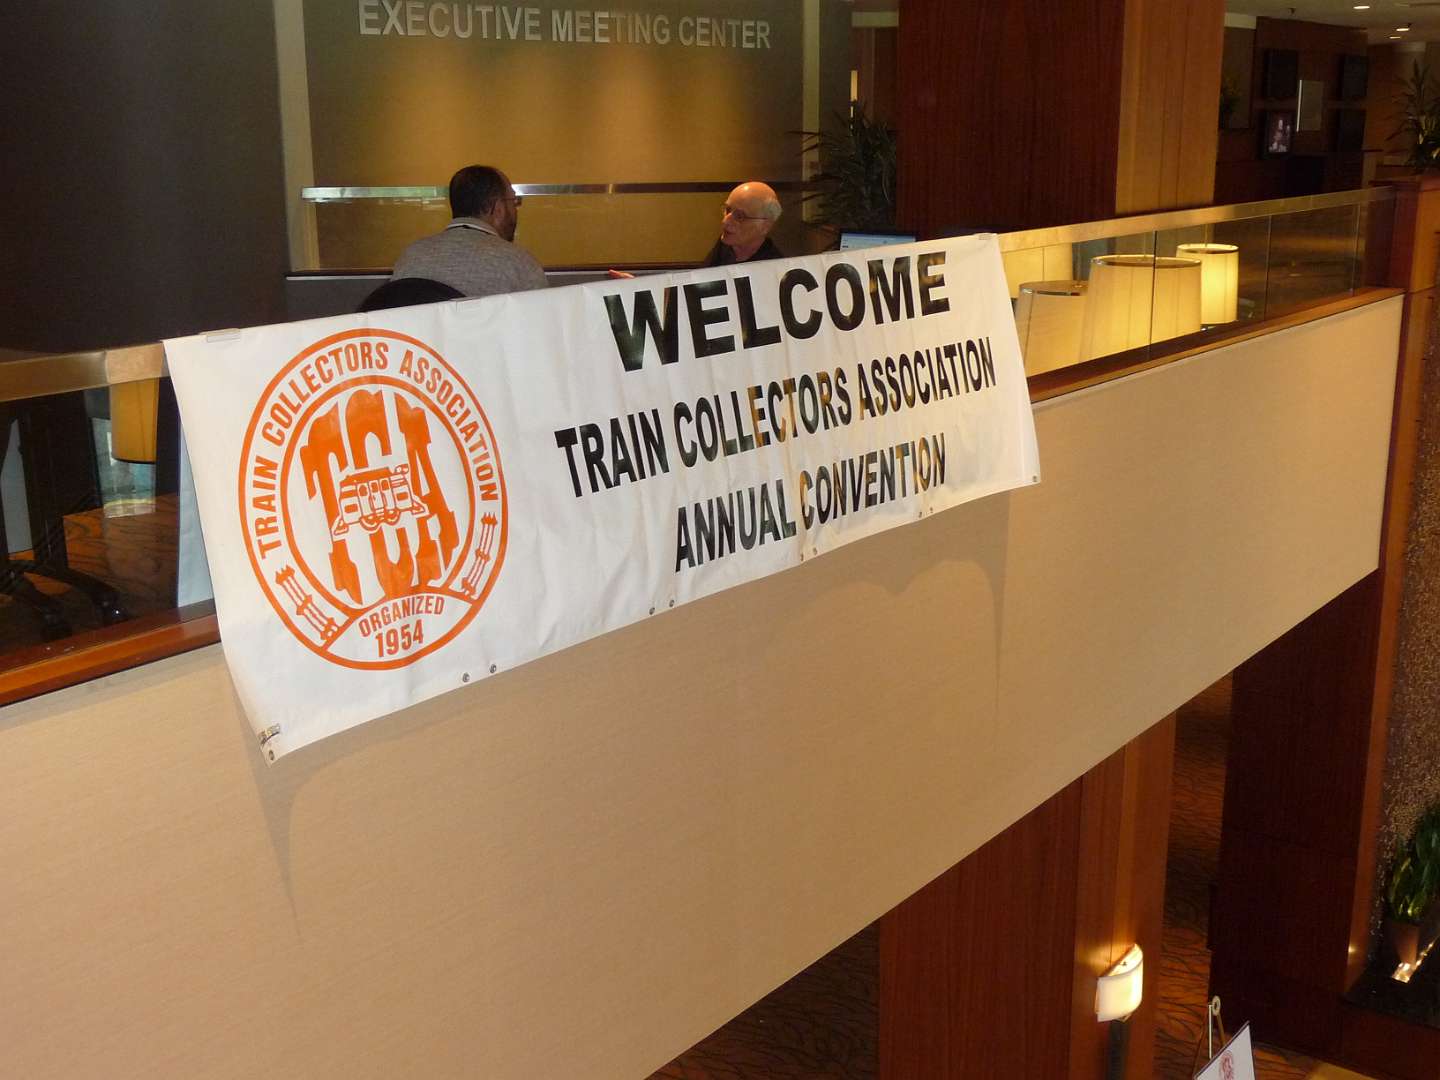 EXECUTIVE MEETING CENTER
WELCOME
TRAIN COLLECTORS ASSOCIATION
ANNUAL CONVENTION
TRAIN COLLECTORS ASSOCIATION
TCA
ORGANIZED
1954